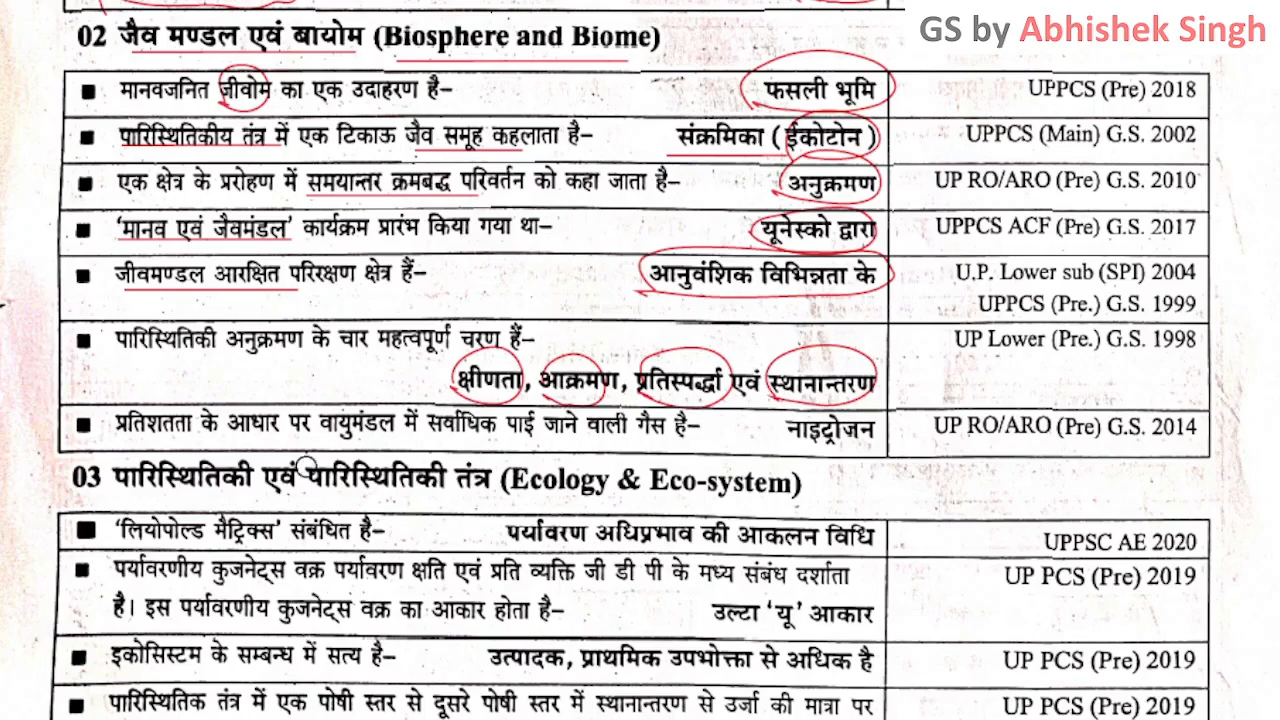 GS by Abhishek Singh
02 जैव मण्डल एवं बायोम (Biosphere and Biome)
■ मानवजनित जीवोम का एक उदाहरण है– फसली भूमि UPPCS (Pre) 2018
■ पारिस्थितिकीय तंत्र में एक टिकाऊ जैव समूह कहलाता है– संक्रमिका (ईकोटोन) UPPCS (Main) G.S. 2002
■ एक क्षेत्र के प्ररोहण में समयान्तर क्रमबद्ध परिवर्तन को कहा जाता है– अनुक्रमण UP RO/ARO (Pre) G.S. 2010
■ ‘मानव एवं जैवमंडल’ कार्यक्रम प्रारंभ किया गया था– यूनेस्को द्वारा UPPCS ACF (Pre) G.S. 2017
■ जीवमण्डल आरक्षित परिरक्षण क्षेत्र हैं– आनुवंशिक विभिन्नता के U.P. Lower sub (SPI) 2004
UPPCS (Pre.) G.S. 1999
■ पारिस्थितिकी अनुक्रमण के चार महत्वपूर्ण चरण हैं– UP Lower (Pre.) G.S. 1998
क्षीणता, आक्रमण, प्रतिस्पर्द्धा एवं स्थानान्तरण
■ प्रतिशतता के आधार पर वायुमंडल में सर्वाधिक पाई जाने वाली गैस है– नाइट्रोजन UP RO/ARO (Pre) G.S. 2014
03 पारिस्थितिकी एवं पारिस्थितिकी तंत्र (Ecology & Eco-system)
■ ‘लियोपोल्ड मैट्रिक्स’ संबंधित है– पर्यावरण अधिप्रभाव की आकलन विधि UPPSC AE 2020
■ पर्यावरणीय कुजनेट्स वक्र पर्यावरण क्षति एवं प्रति व्यक्ति जी डी पी के मध्य संबंध दर्शाता UP PCS (Pre) 2019
है। इस पर्यावरणीय कुजनेट्स वक्र का आकार होता है– उल्टा ‘यू’ आकार
■ इकोसिस्टम के सम्बन्ध में सत्य है– उत्पादक, प्राथमिक उपभोक्ता से अधिक है UP PCS (Pre) 2019
■ पारिस्थितिक तंत्र में एक पोषी स्तर से दूसरे पोषी स्तर में स्थानान्तरण से उर्जा की मात्रा पर UP PCS (Pre) 2019